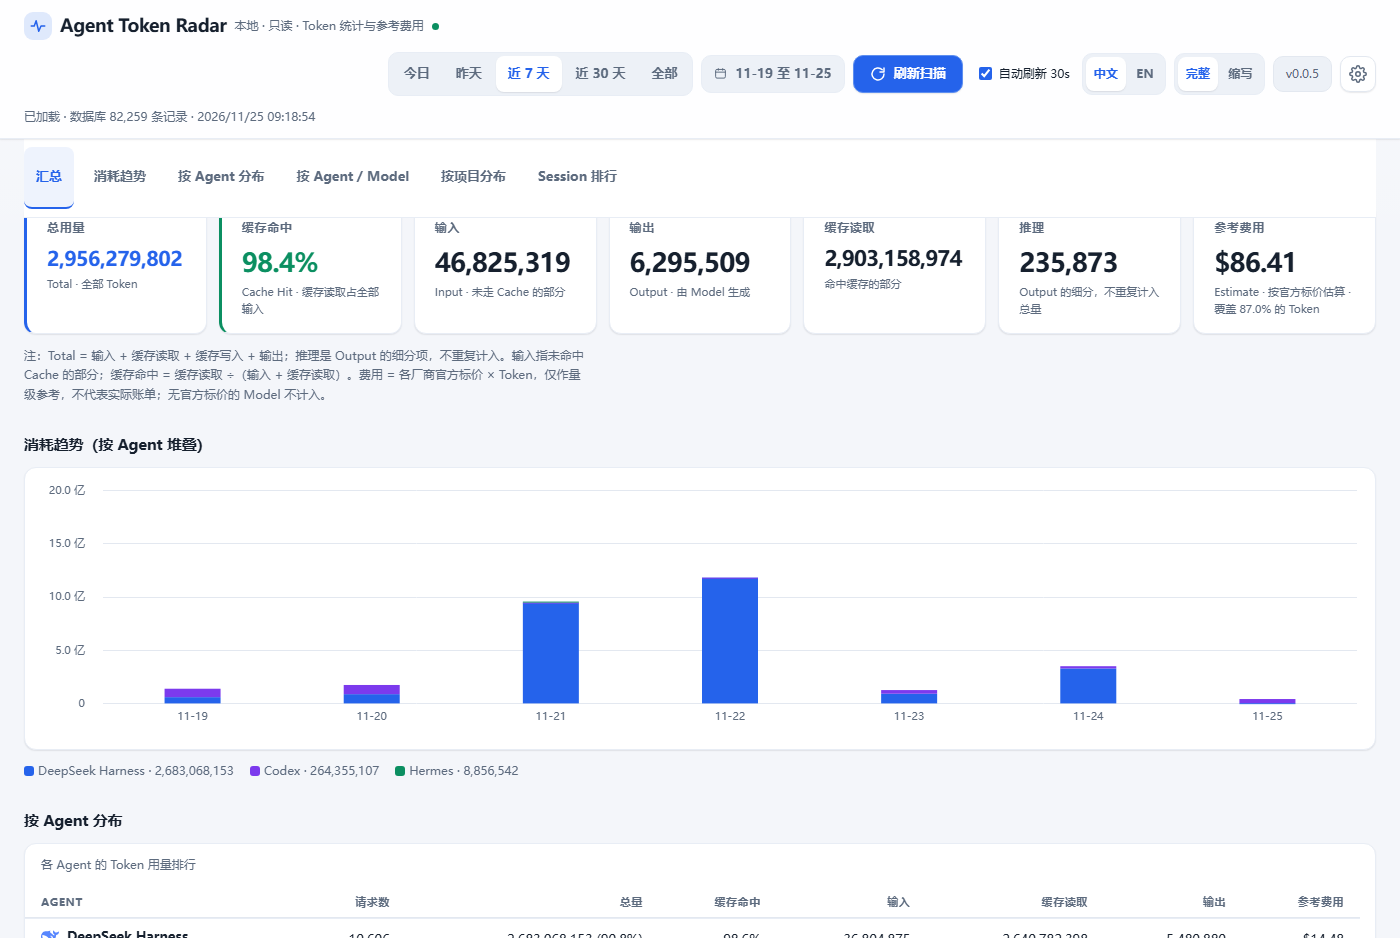 Agent Token Radar 本地 · 只读 · Token 统计与参考费用
今日 昨天 近 7 天 近 30 天 全部 11-19 至 11-25 刷新扫描 自动刷新 30s 中文 EN 完整 缩写 v0.0.5
已加载 · 数据库 82,259 条记录 · 2026/11/25 09:18:54
汇总 消耗趋势 按 Agent 分布 按 Agent / Model 按项目分布 Session 排行
总用量 缓存命中 输入 输出 缓存读取 推理 参考费用
2,956,279,802 98.4% 46,825,319 6,295,509 2,903,158,974 235,873 $86.41
Total · 全部 Token Cache Hit · 缓存读取占全部 Input · 未走 Cache 的部分 Output · 由 Model 生成 命中缓存的部分 Output 的细分，不重复计入 Estimate · 按官方标价估算 ·
输入 总量 覆盖 87.0% 的 Token
注：Total = 输入 + 缓存读取 + 缓存写入 + 输出；推理是 Output 的细分项，不重复计入。输入指未命中
Cache 的部分；缓存命中 = 缓存读取 ÷（输入 + 缓存读取）。费用 = 各厂商官方标价 × Token，仅作量
级参考，不代表实际账单；无官方标价的 Model 不计入。
消耗趋势（按 Agent 堆叠）
20.0 亿
15.0 亿
10.0 亿
5.0 亿
0
11-19 11-20 11-21 11-22 11-23 11-24 11-25
DeepSeek Harness · 2,683,068,153 Codex · 264,355,107 Hermes · 8,856,542
按 Agent 分布
各 Agent 的 Token 用量排行
AGENT 请求数 总量 缓存命中 输入 缓存读取 输出 参考费用
DeepSeek Harness